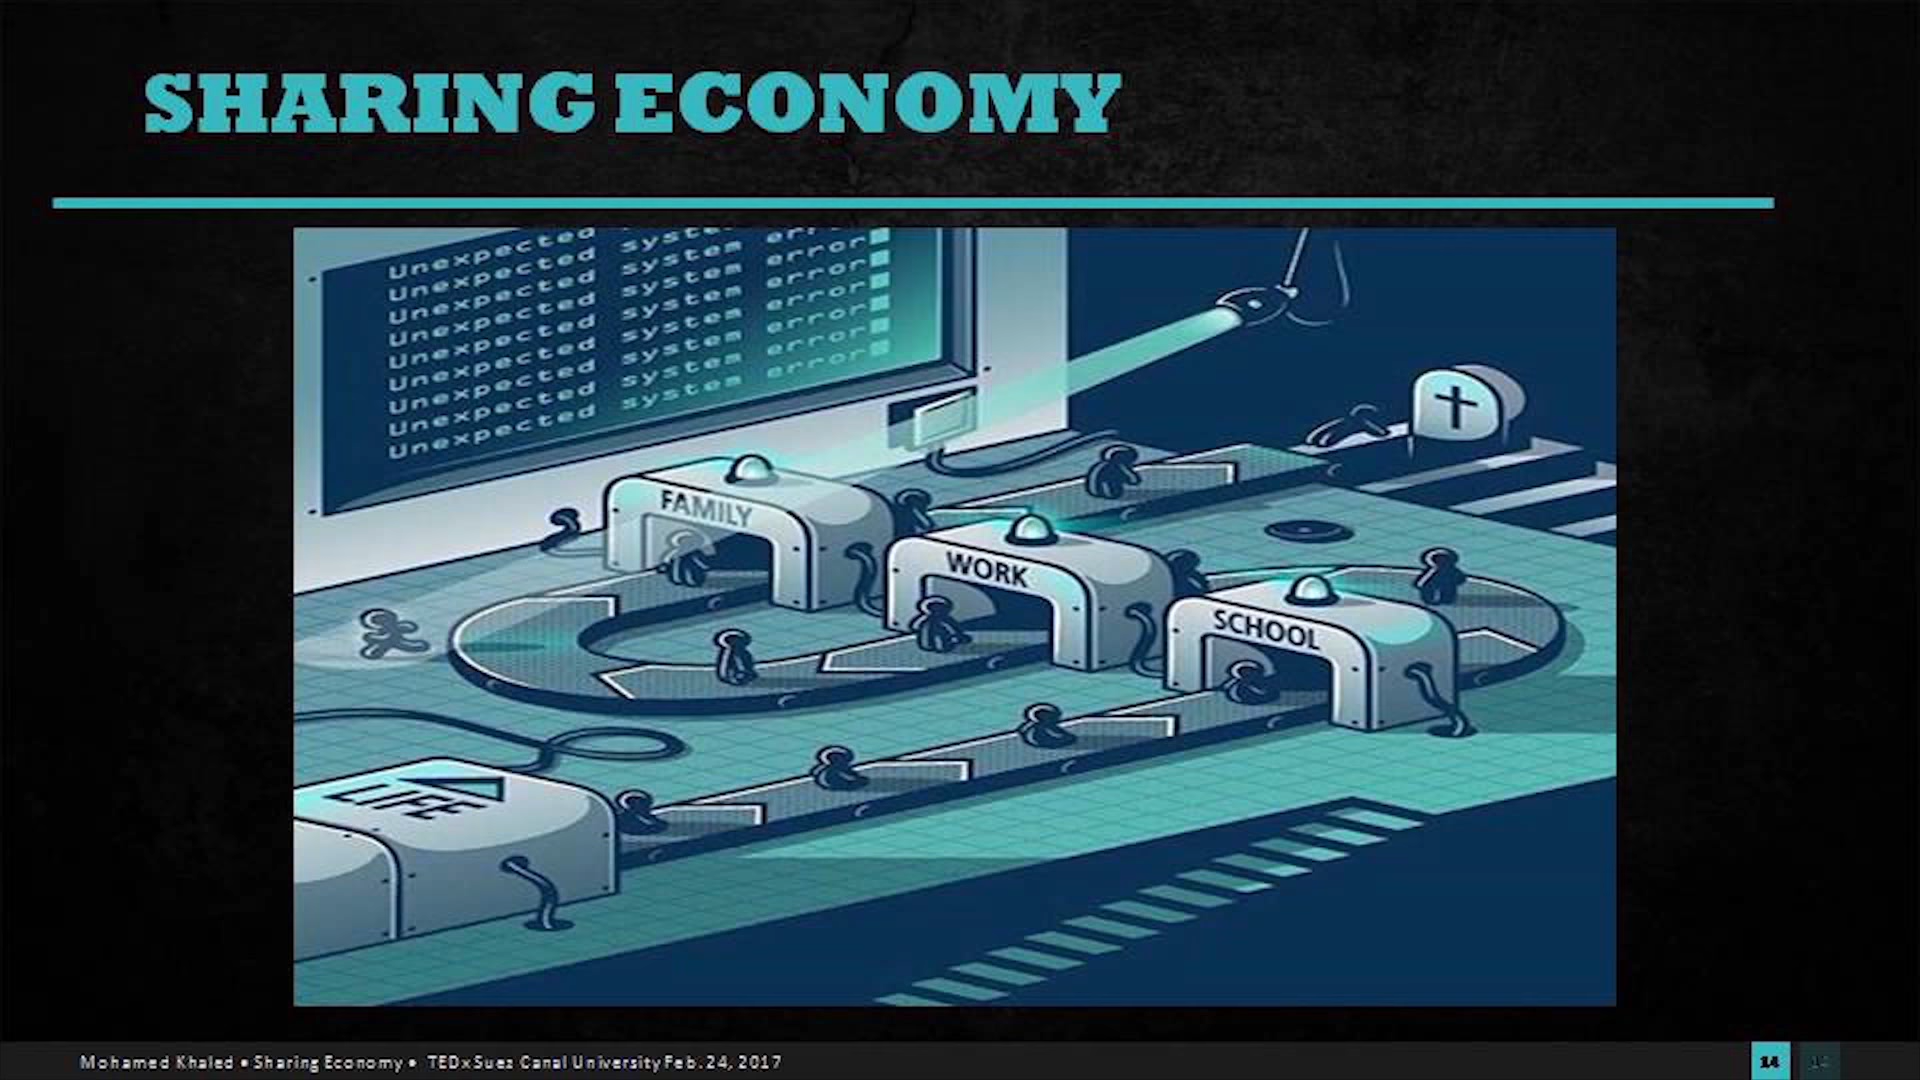 SHARING ECONOMY
Unexpected system error
Unexpected system error
Unexpected system error
Unexpected system error
Unexpected system error
Unexpected system error
Unexpected system
Unexpected
Unexpected
FAMILY
WORK
SCHOOL
LIFE
Mohamed Khaled • Sharing Economy • TEDxSuez Canal University Feb. 24, 2017
14